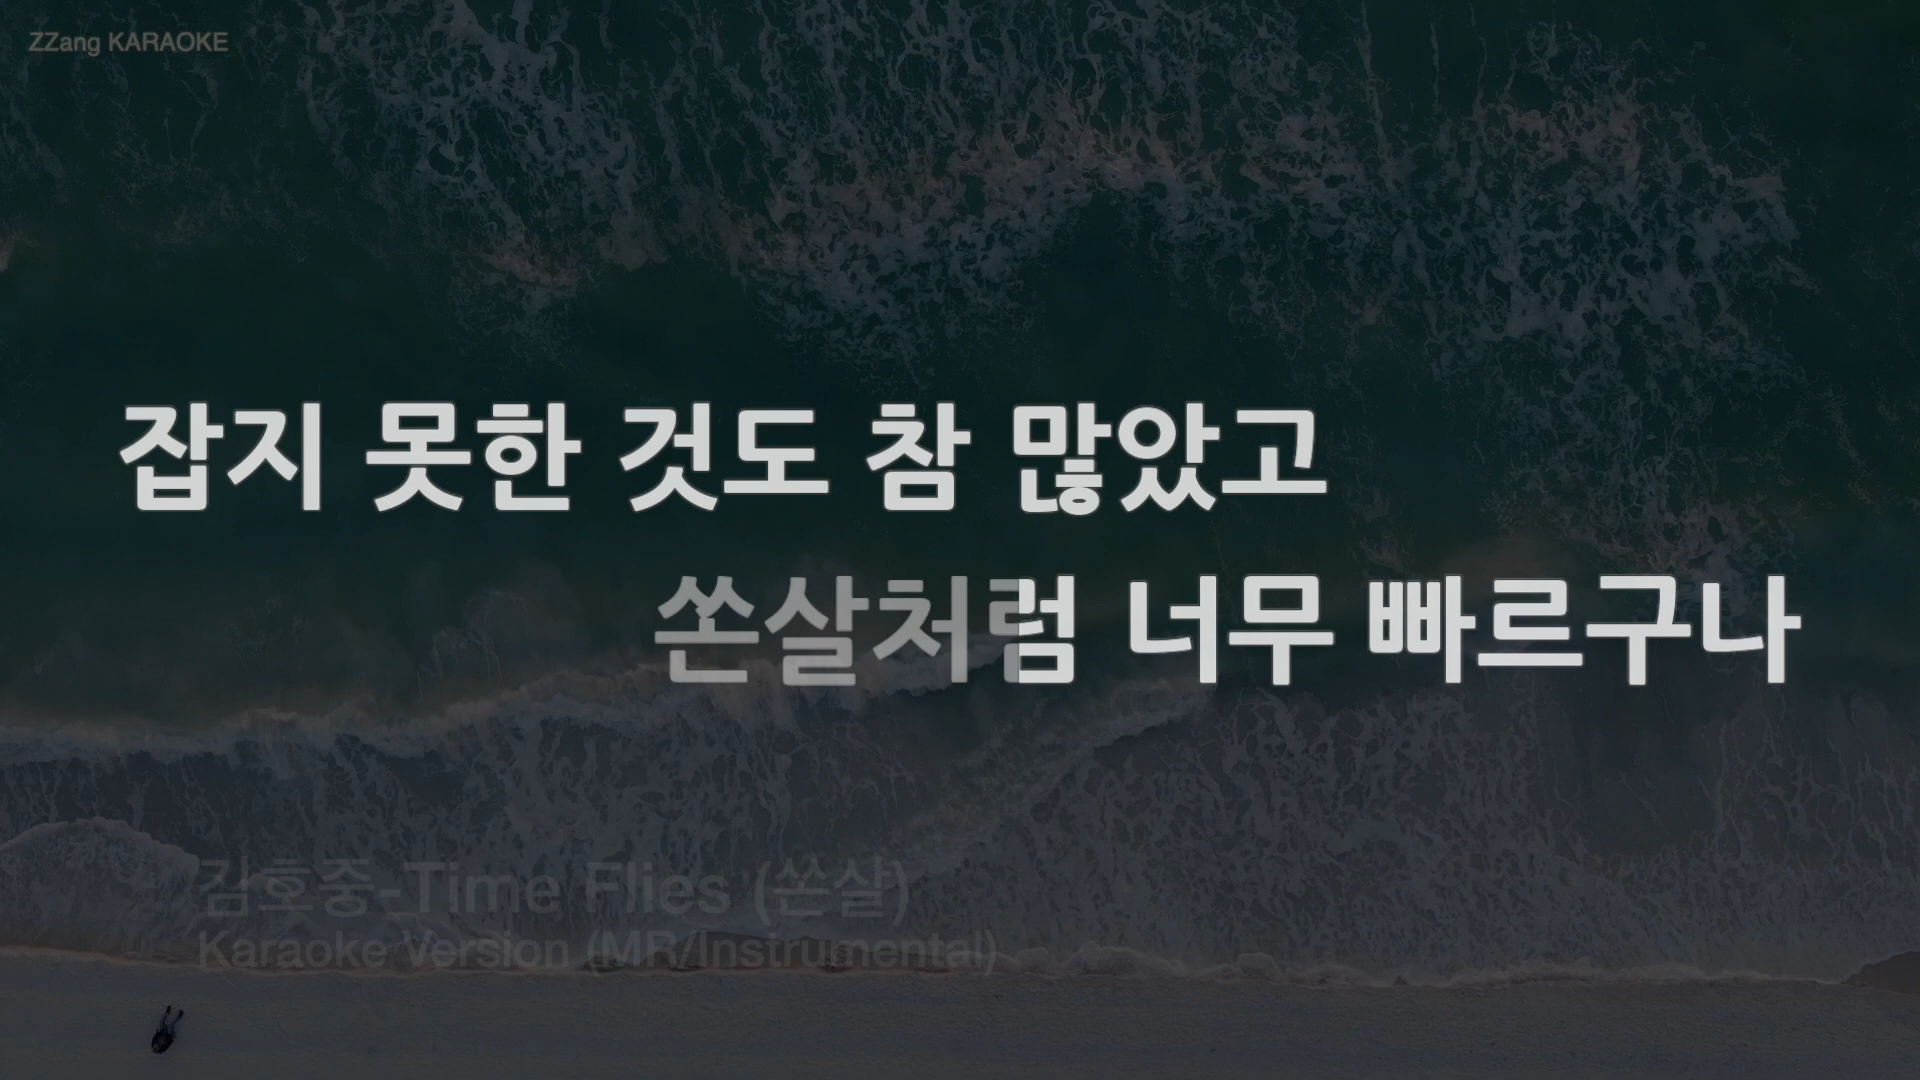 ZZang KARAOKE
잡지 못한 것도 참 많았고
쏜살처럼 너무 빠르구나
김호중-Time Flies (쏜살)
Karaoke Version (MR/Instrumental)